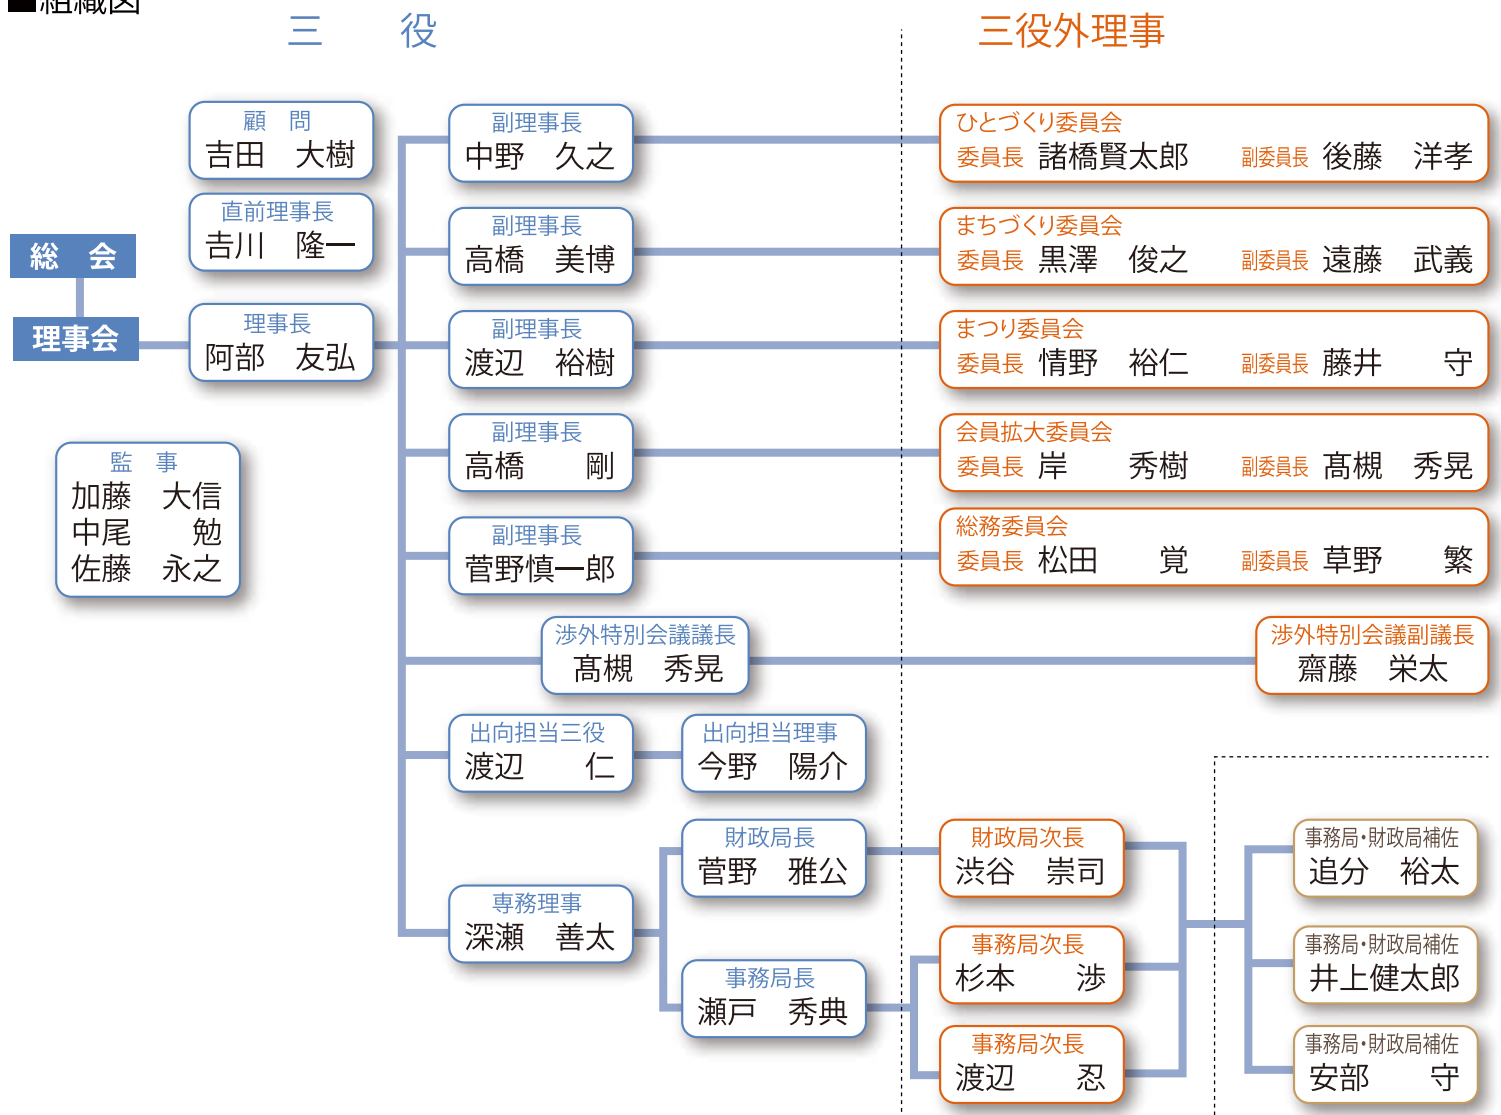 ■組織図
三　役
三役外理事
総　会
理事会
顧　問
吉田　大樹
直前理事長
吉川　隆一
理事長
阿部　友弘
監　事
加藤　大信
中尾　　勉
佐藤　永之
副理事長
中野　久之
ひとづくり委員会
委員長　諸橋賢太郎　副委員長　後藤　洋孝
副理事長
高橋　美博
まちづくり委員会
委員長　黒澤　俊之　副委員長　遠藤　武義
副理事長
渡辺　裕樹
まつり委員会
委員長　情野　裕仁　副委員長　藤井　　守
副理事長
高橋　　剛
会員拡大委員会
委員長　岸　　秀樹　副委員長　髙槻　秀晃
副理事長
菅野慎一郎
総務委員会
委員長　松田　　覚　副委員長　草野　　繁
渉外特別会議議長
髙槻　秀晃
渉外特別会議副議長
齋藤　栄太
出向担当三役
渡辺　　仁
出向担当理事
今野　陽介
専務理事
深瀬　善太
財政局長
菅野　雅公
事務局長
瀬戸　秀典
財政局次長
渋谷　崇司
事務局次長
杉本　　渉
事務局次長
渡辺　　忍
事務局・財政局補佐
追分　裕太
事務局・財政局補佐
井上健太郎
事務局・財政局補佐
安部　　守